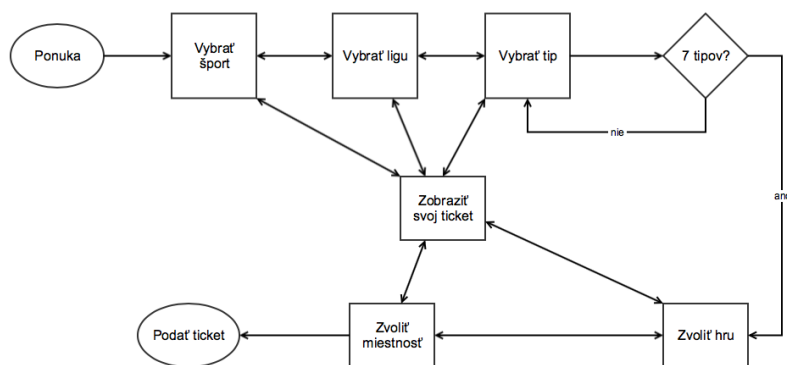 Ponuka
Vybrať
šport
Vybrať ligu
Vybrať tip
7 tipov?
nie
Zobraziť
svoj ticket
Podať ticket
Zvoliť
miestnosť
Zvoliť hru